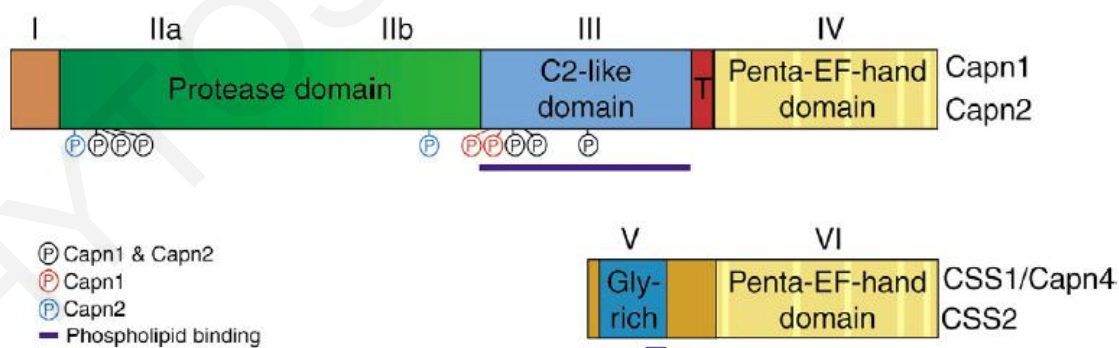 I IIa IIb III IV
Protease domain
C2-like
domain
T
Penta-EF-hand
domain
Capn1
Capn2
P P P P P P P P P P
V VI
P Capn1 & Capn2
P Capn1
P Capn2
Phospholipid binding
Gly-
rich
Penta-EF-hand
domain
CSS1/Capn4
CSS2